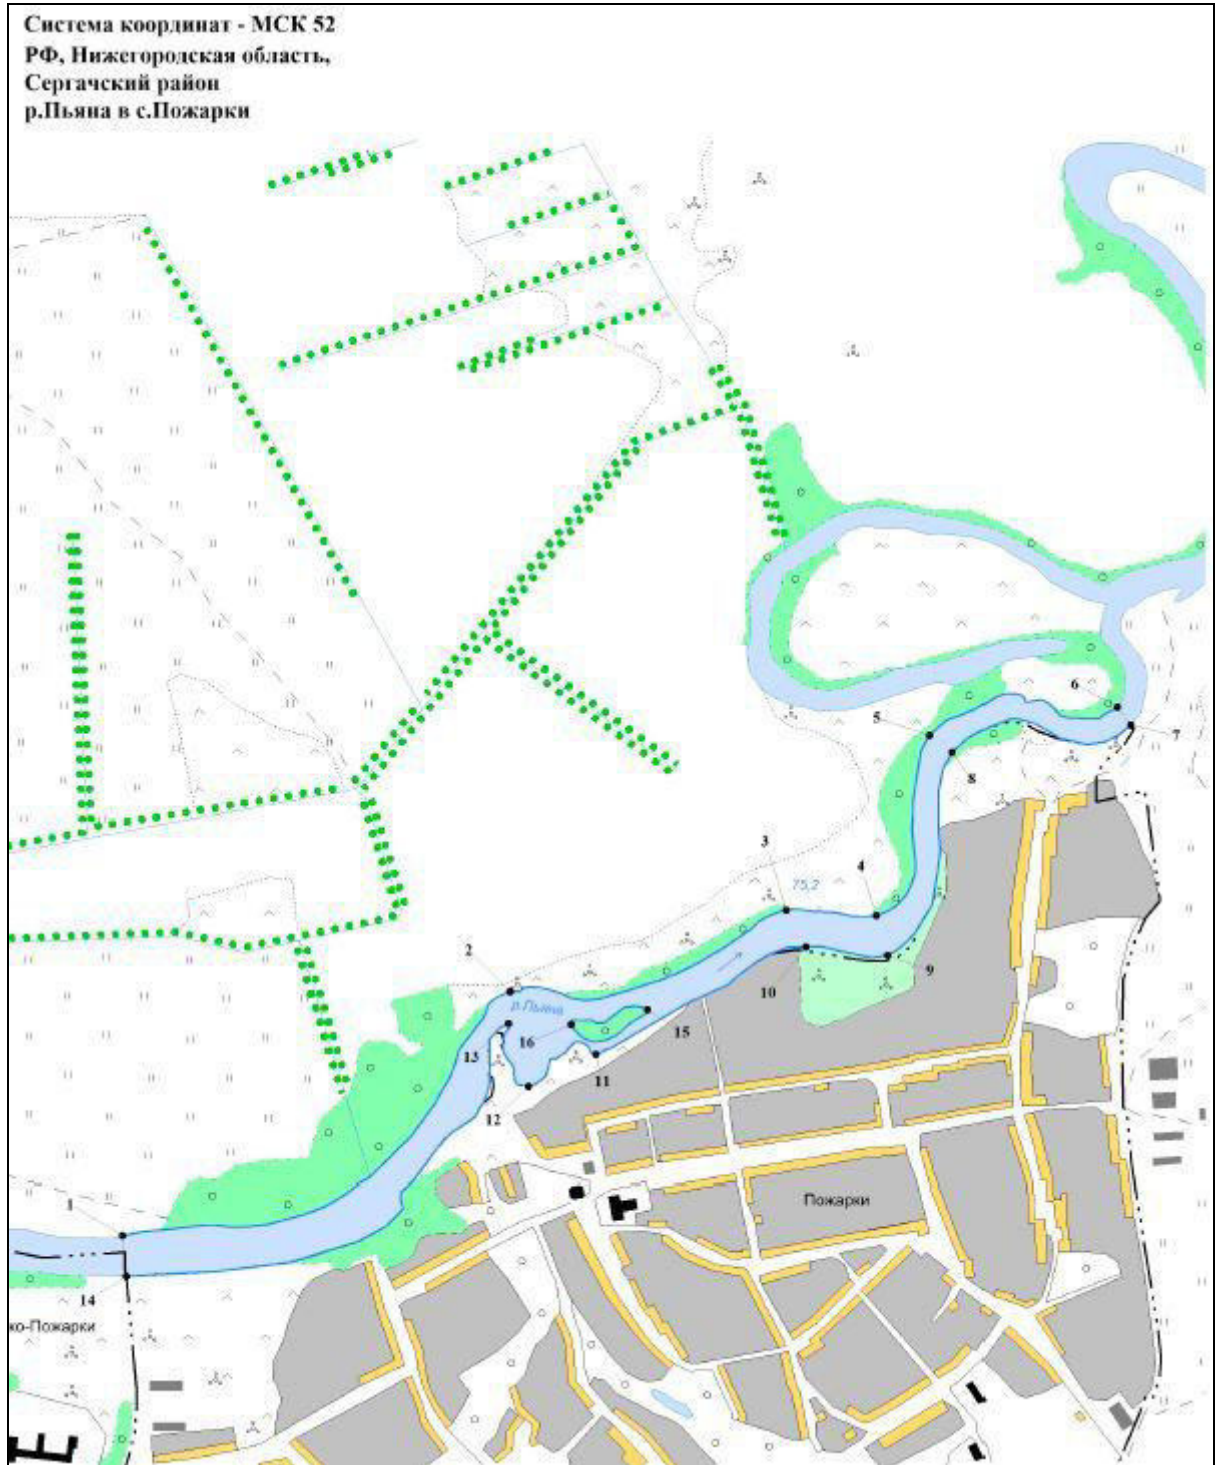 Система координат - МСК 52
РФ, Нижегородская область,
Сергачский район
р.Пьяна в с.Пожарки
6
5
7
8
3
4
75,2
2
9
10
р.Пьяна
13
16
15
11
12
1
Пожарки
14
ко-Пожарки